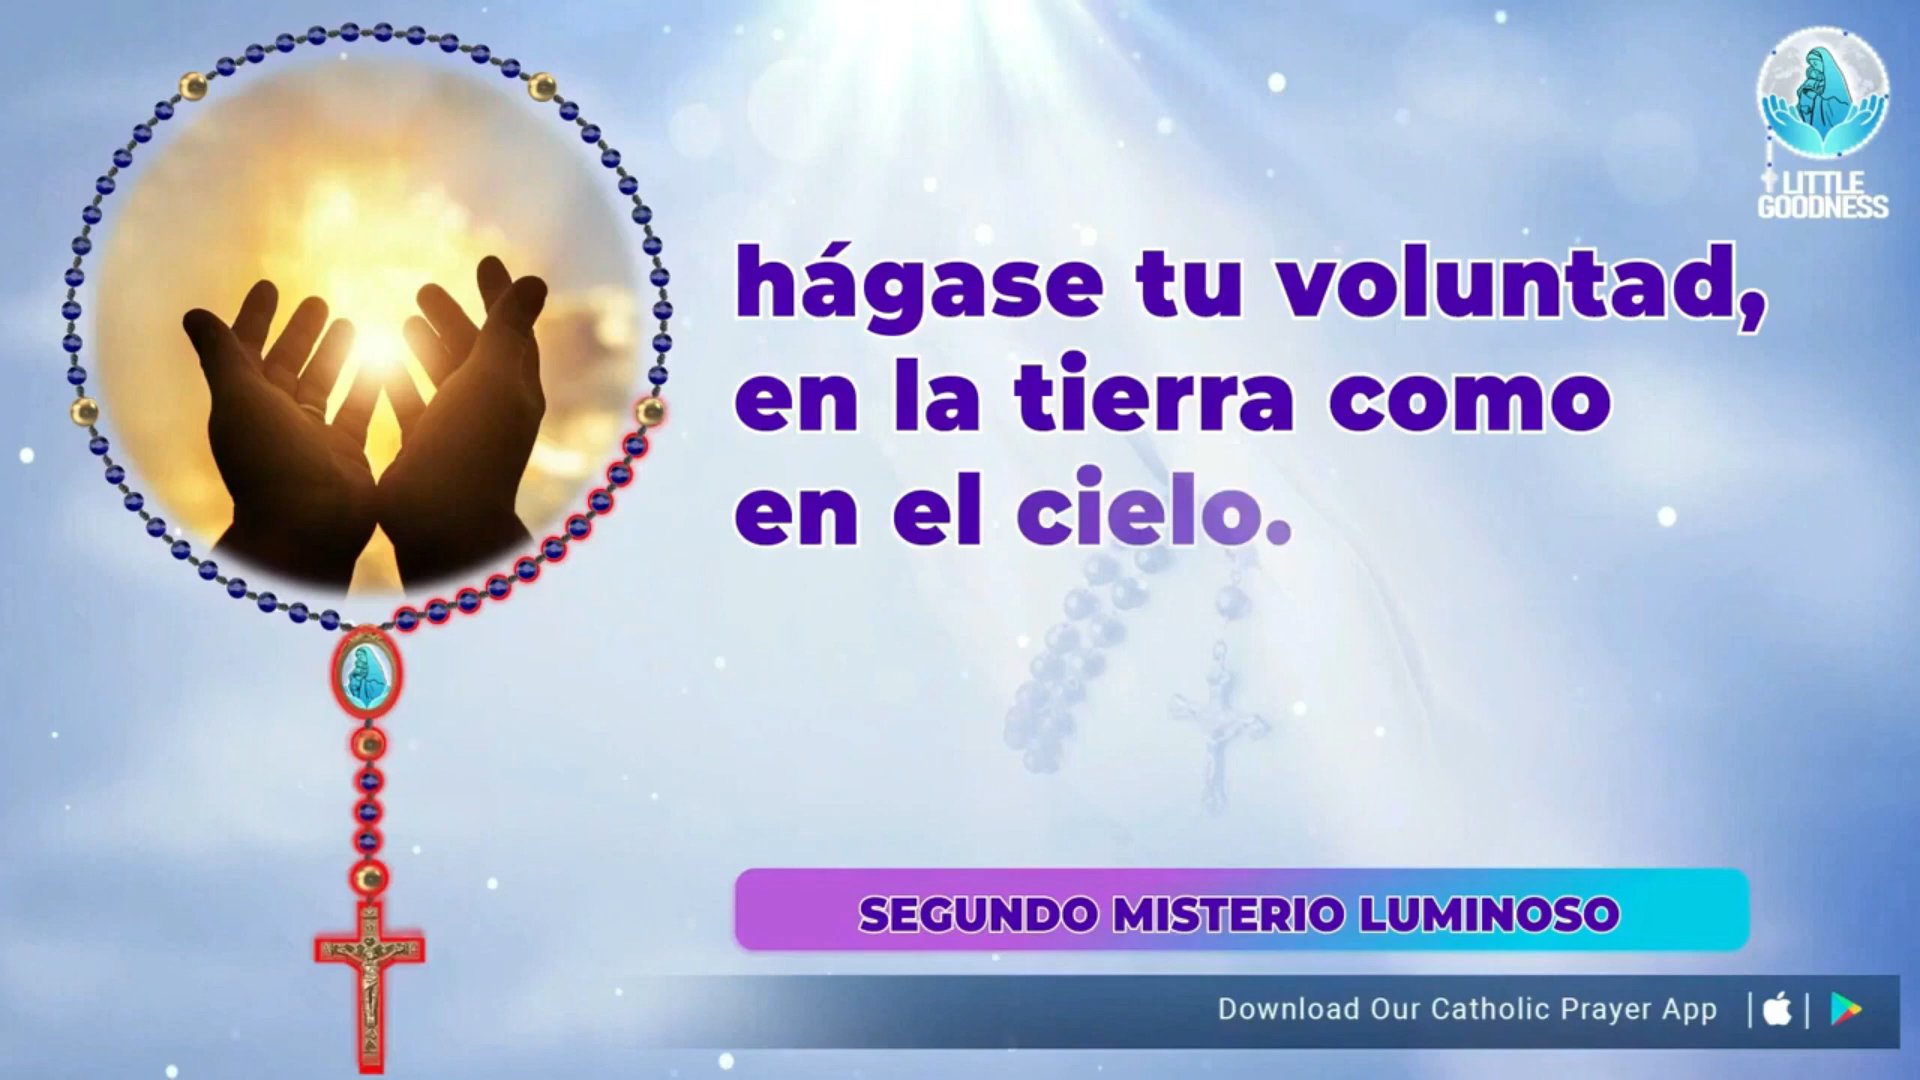 LITTLE
GOODNESS
hágase tu voluntad,
en la tierra como
en el cielo.
SEGUNDO MISTERIO LUMINOSO
Download Our Catholic Prayer App